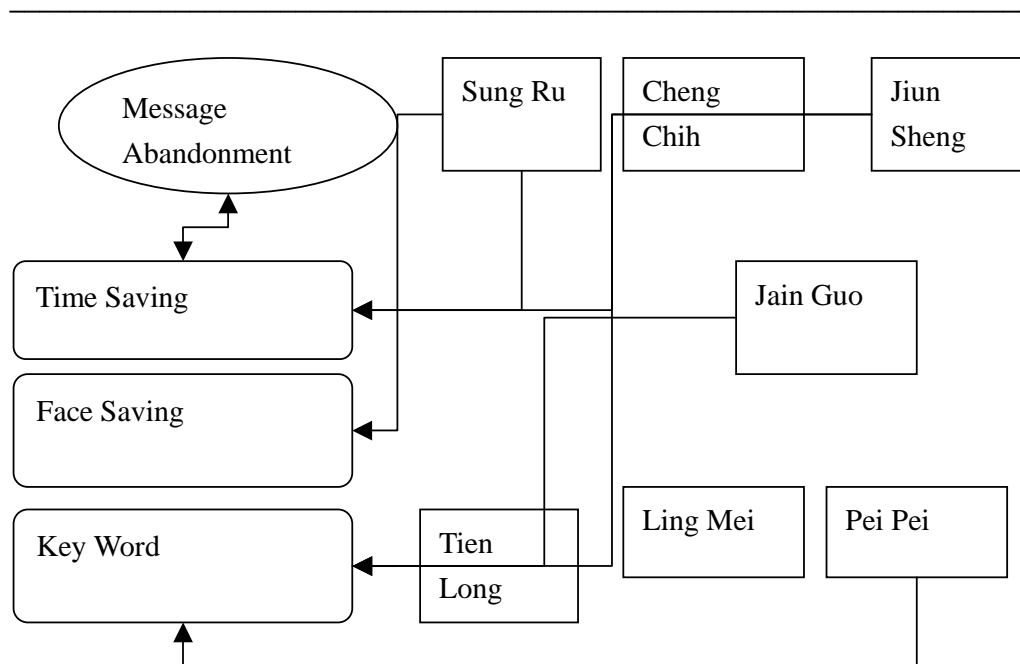 Message
Abandonment
Sung Ru
Cheng
Chih
Jiun
Sheng
Time Saving
Jain Guo
Face Saving
Key Word
Tien
Long
Ling Mei
Pei Pei